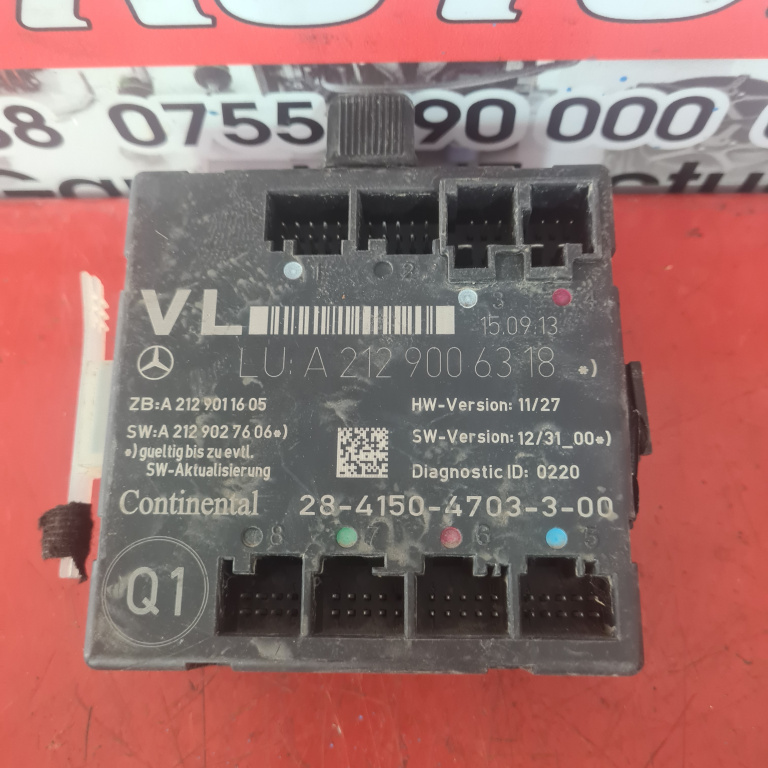 0755 90 000 0
1 2
3 4
VL
15.09.13
LU: A 212 900 63 18 *)
ZB:A 212 901 16 05
HW-Version: 11/27
SW:A 212 902 76 06*)
SW-Version: 12/31_00*)
*) gueltig bis zu evtl.
SW-Aktualisierung
Diagnostic ID: 0220
Continental 28-4150-4703-3-00
8 7 6 5
Q1